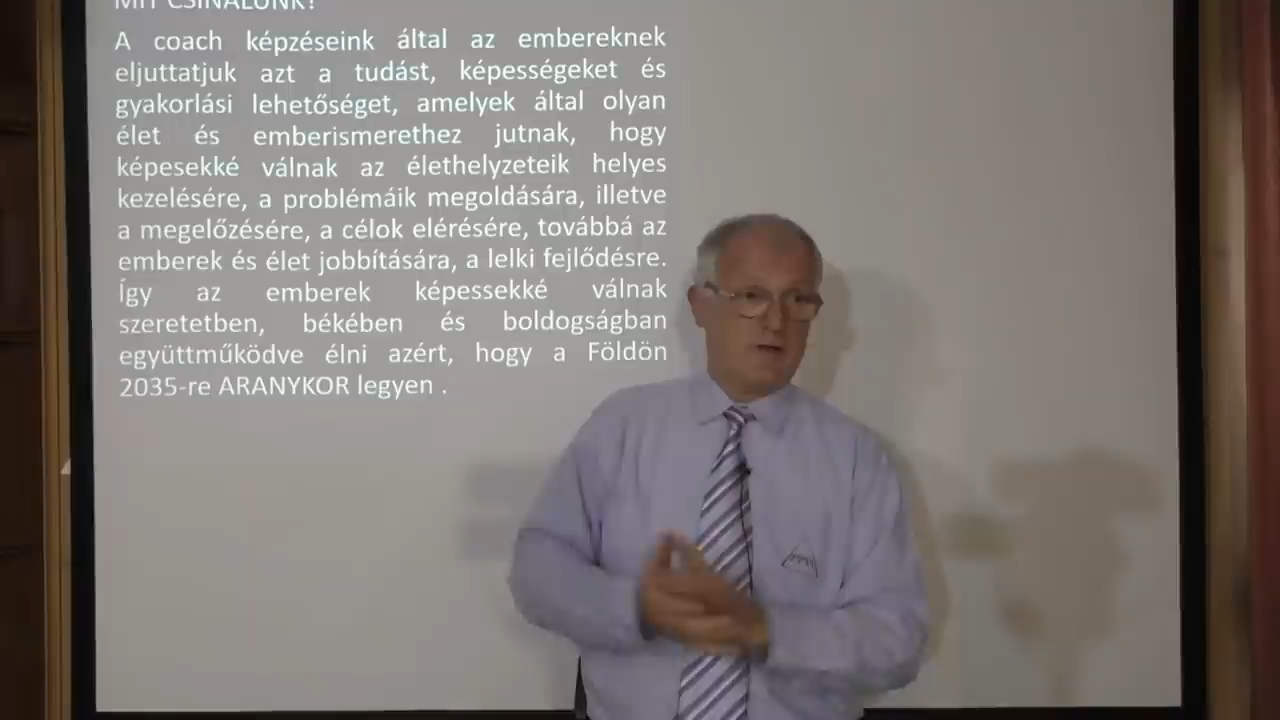 MIT CSINÁLUNK?
A coach képzéseink által az embereknek
eljuttatjuk azt a tudást, képességeket és
gyakorlási lehetőséget, amelyek által olyan
élet és emberismerethez jutnak, hogy
képesekké válnak az élethelyzeteik helyes
kezelésére, a problémáik megoldására, illetve
a megelőzésére, a célok elérésére, továbbá az
emberek és élet jobbítására, a lelki fejlődésre.
Így az emberek képessekké válnak
szeretetben, békében és boldogságban
együttműködve élni azért, hogy a Földön
2035-re ARANYKOR legyen .